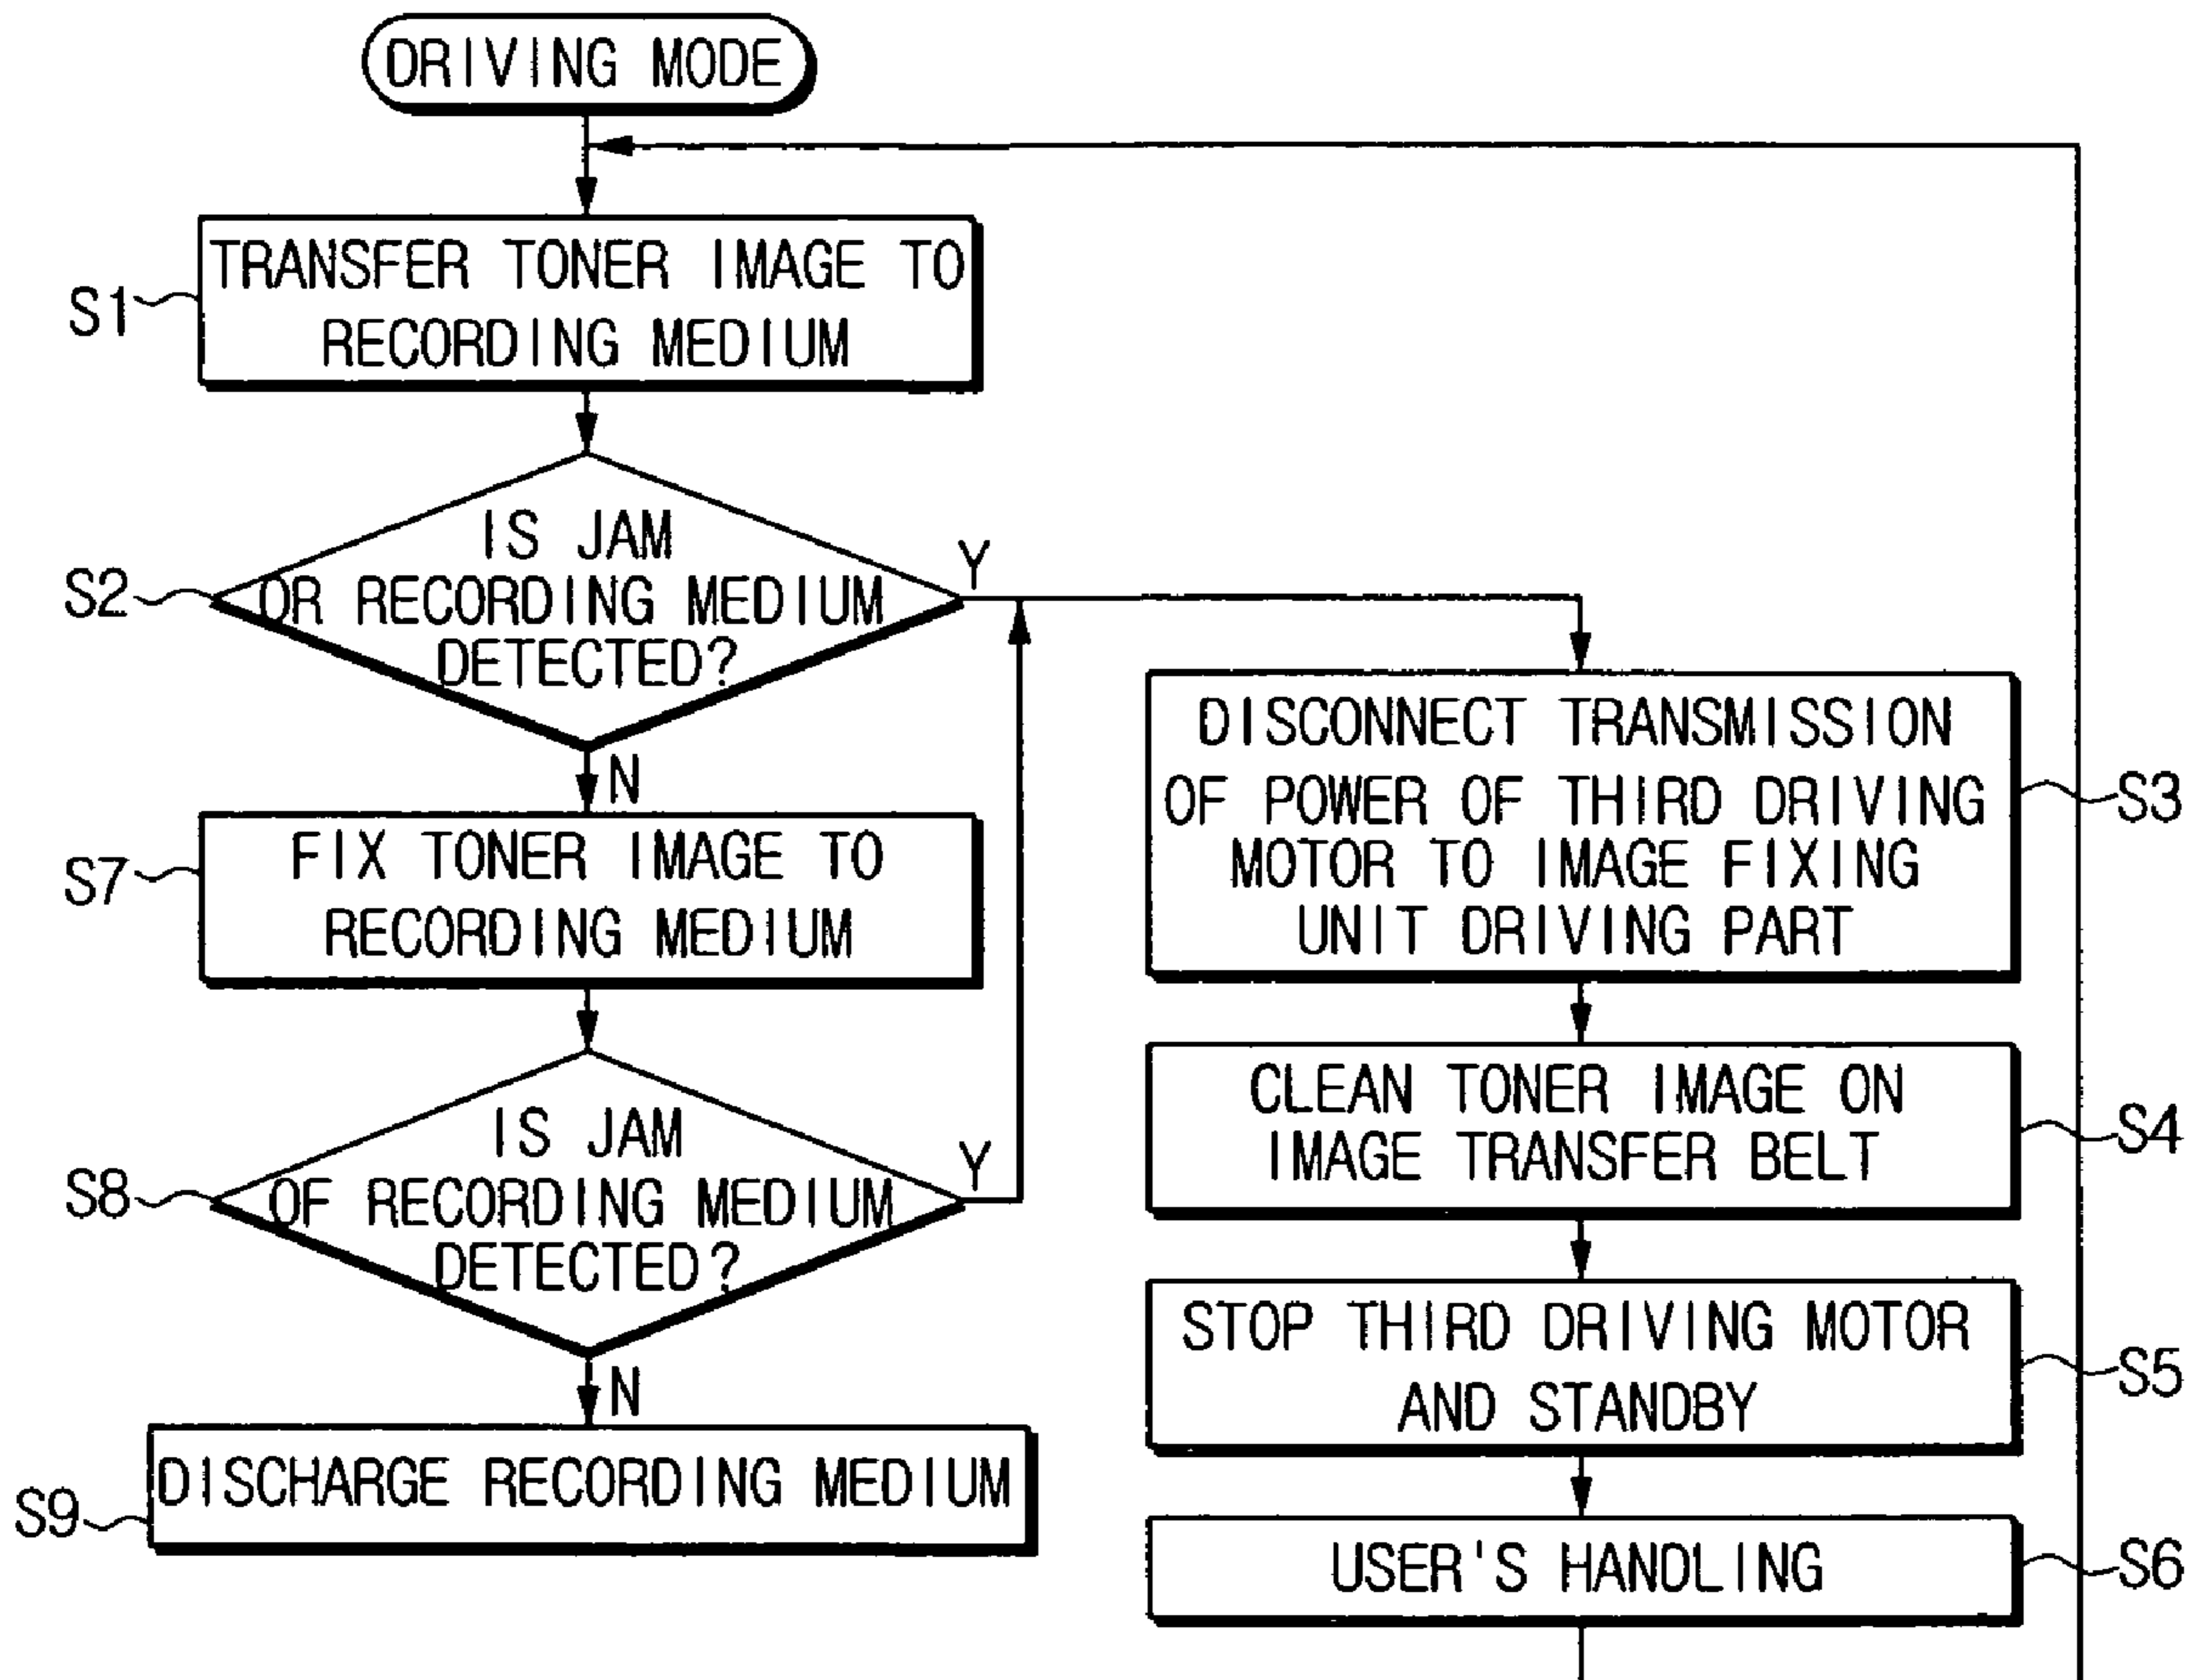 DRIVING MODE
S1
TRANSFER TONER IMAGE TO
RECORDING MEDIUM
S2
IS JAM
OR RECORDING MEDIUM
DETECTED?
Y
N
S7
FIX TONER IMAGE TO
RECORDING MEDIUM
S8
IS JAM
OF RECORDING MEDIUM
DETECTED?
Y
N
S9
DISCHARGE RECORDING MEDIUM
DISCONNECT TRANSMISSION
OF POWER OF THIRD DRIVING
MOTOR TO IMAGE FIXING
UNIT DRIVING PART
S3
CLEAN TONER IMAGE ON
IMAGE TRANSFER BELT
S4
STOP THIRD DRIVING MOTOR
AND STANDBY
S5
USER'S HANDLING
S6